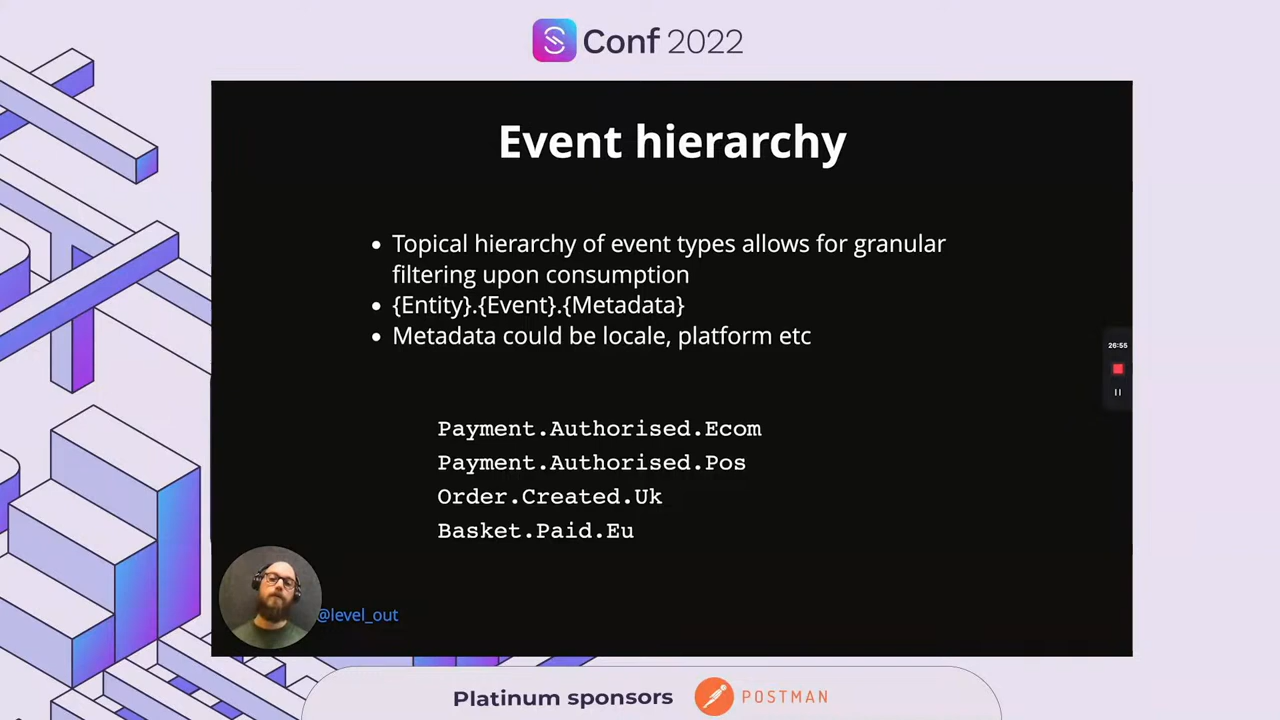 Conf 2022
Event hierarchy
• Topical hierarchy of event types allows for granular
filtering upon consumption
• {Entity}.{Event}.{Metadata}
• Metadata could be locale, platform etc
26:55
Payment.Authorised.Ecom
Payment.Authorised.Pos
Order.Created.Uk
Basket.Paid.Eu
@level_out
Platinum sponsors POSTMAN